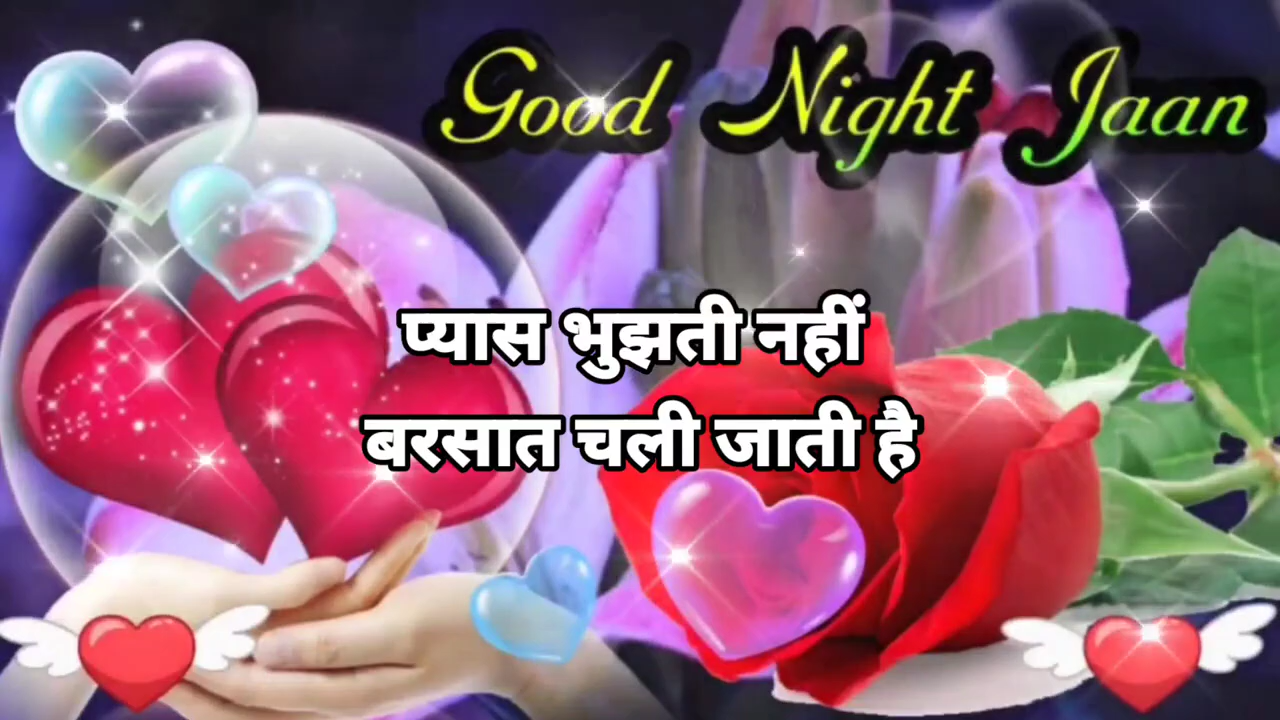 Good Night Jaan
प्यास भुझती नहीं
बरसात चली जाती है